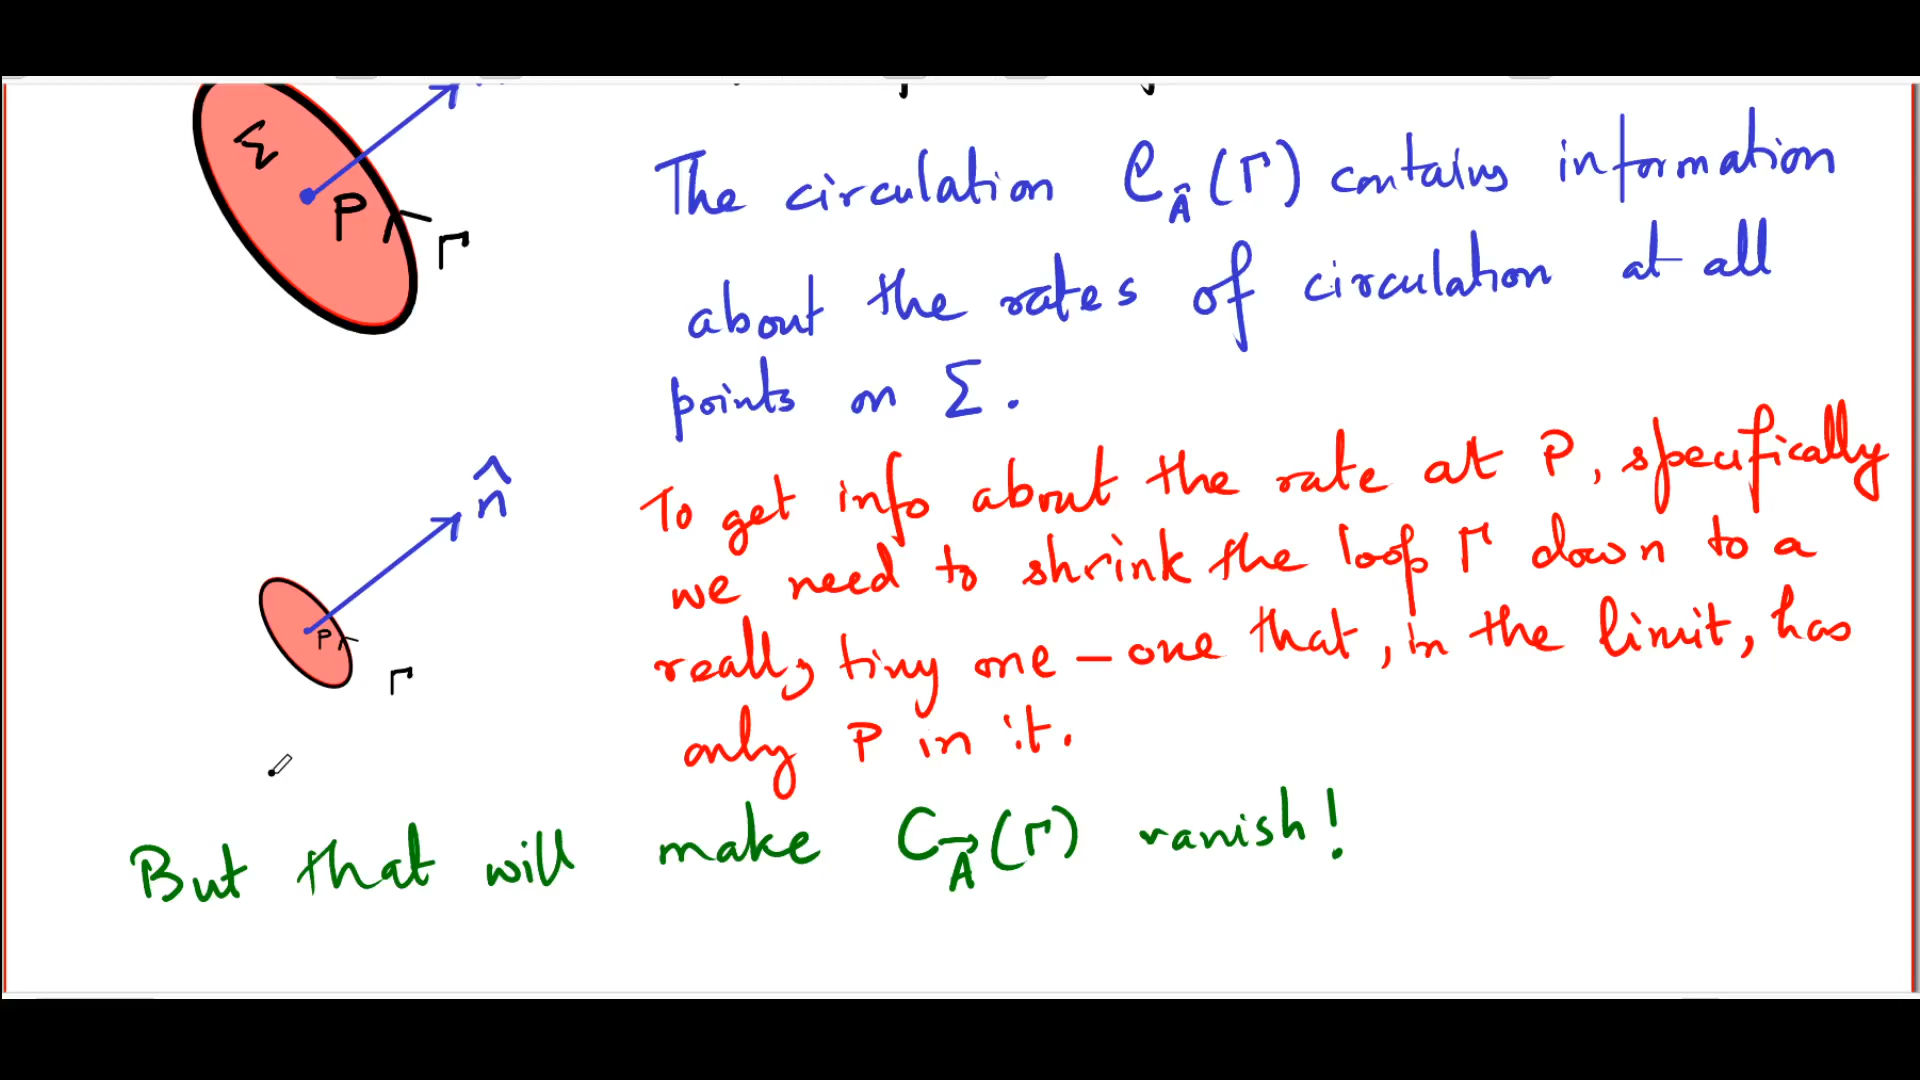 Σ
P
Γ
The circulation C_Â(Γ) contains information
about the rates of circulation at all
points on Σ.
n̂
P
Γ
To get info about the rate at P, specifically
we need to shrink the loop Γ down to a
really tiny one – one that, in the limit, has
only P in it.
But that will make C_A⃗(Γ) vanish!